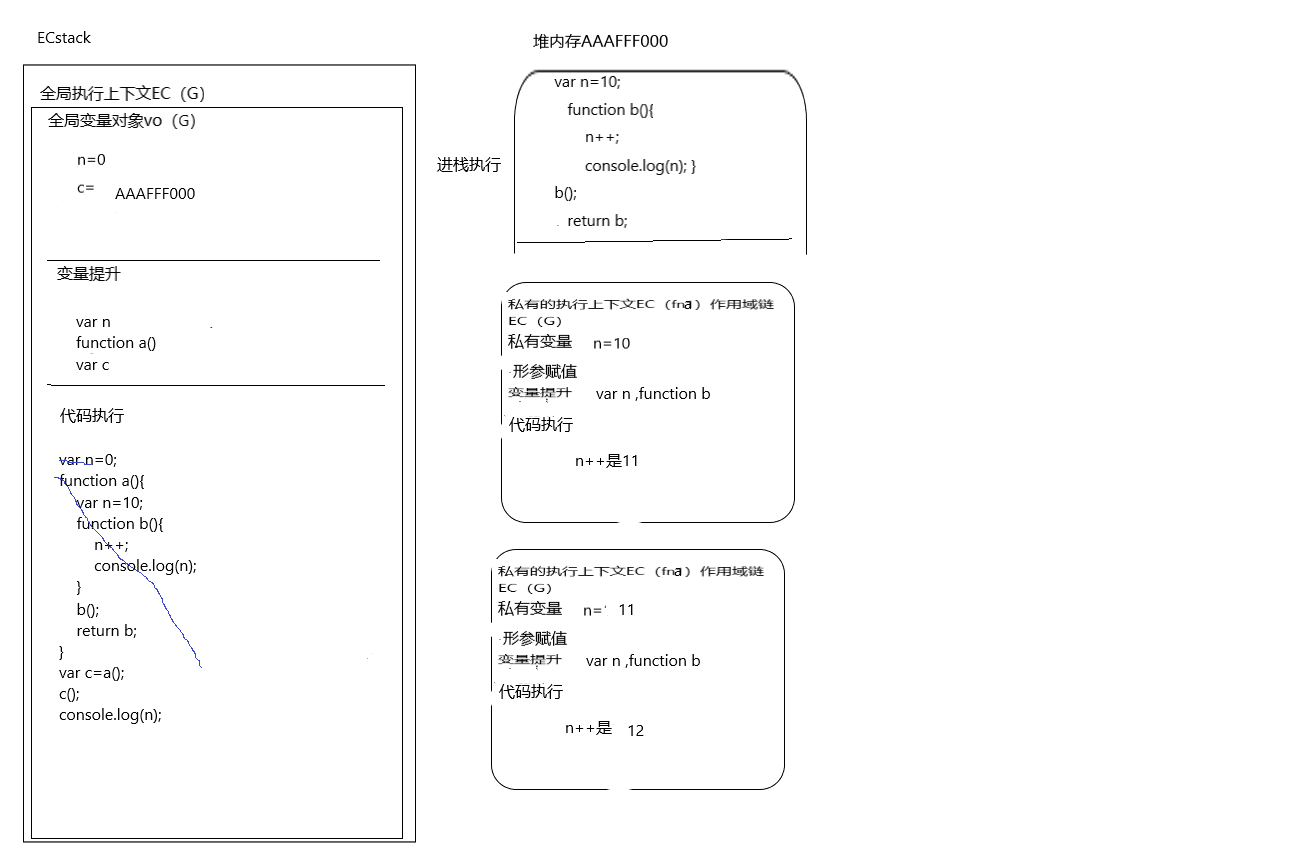 ECstack
全局执行上下文EC（G）
全局变量对象vo（G）
n=0
c= AAAFFF000
变量提升
var n
function a()
var c
代码执行
var n=0;
function a(){
var n=10;
function b(){
n++;
console.log(n);
}
b();
return b;
}
var c=a();
c();
console.log(n);
进栈执行
堆内存AAAFFF000
var n=10;
function b(){
n++;
console.log(n); }
b();
return b;
私有的执行上下文EC（fna）作用域链
EC（G）
私有变量 n=10
形参赋值
变量提升 var n ,function b
代码执行
n++是11
私有的执行上下文EC（fna）作用域链
EC（G）
私有变量 n= 11
形参赋值
变量提升 var n ,function b
代码执行
n++是 12